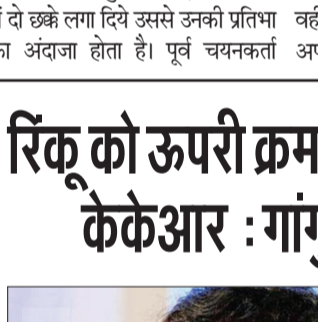 दो छक्के लगा दिये उससे उनकी प्रतिभा वही
अंदाजा होता है। पूर्व चयनकर्ता
रिंकू को ऊपरी क्रम
केकेआर : गांगु